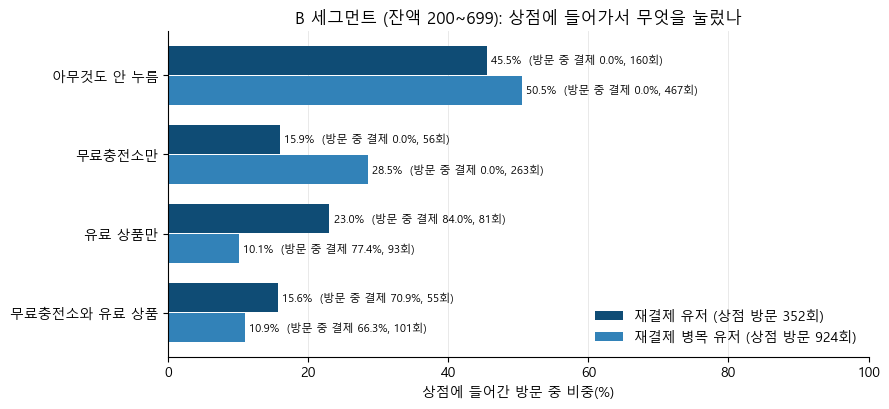 B 세그먼트 (잔액 200~699): 상점에 들어가서 무엇을 눌렀나
아무것도 안 누름
45.5% (방문 중 결제 0.0%, 160회)
50.5% (방문 중 결제 0.0%, 467회)
무료충전소만
15.9% (방문 중 결제 0.0%, 56회)
28.5% (방문 중 결제 0.0%, 263회)
유료 상품만
23.0% (방문 중 결제 84.0%, 81회)
10.1% (방문 중 결제 77.4%, 93회)
무료충전소와 유료 상품
15.6% (방문 중 결제 70.9%, 55회)
10.9% (방문 중 결제 66.3%, 101회)
재결제 유저 (상점 방문 352회)
재결제 병목 유저 (상점 방문 924회)
0 20 40 60 80 100
상점에 들어간 방문 중 비중(%)